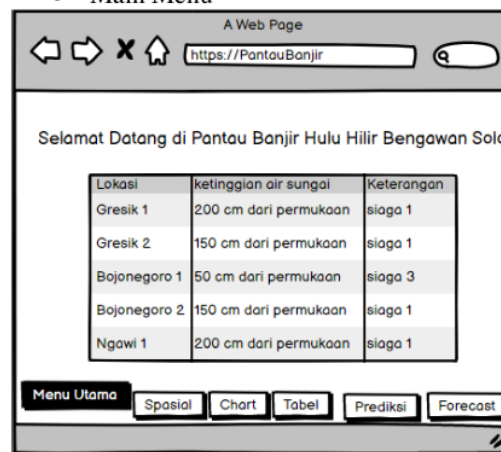 Main Menu
A Web Page
https://PantauBanjir
Selamat Datang di Pantau Banjir Hulu Hilir Bengawan Solo
Lokasi ketinggian air sungai Keterangan
Gresik 1 200 cm dari permukaan siaga 1
Gresik 2 150 cm dari permukaan siaga 1
Bojonegoro 1 50 cm dari permukaan siaga 3
Bojonegoro 2 150 cm dari permukaan siaga 1
Ngawi 1 200 cm dari permukaan siaga 1
Menu Utama Spasial Chart Tabel Prediksi Forecast